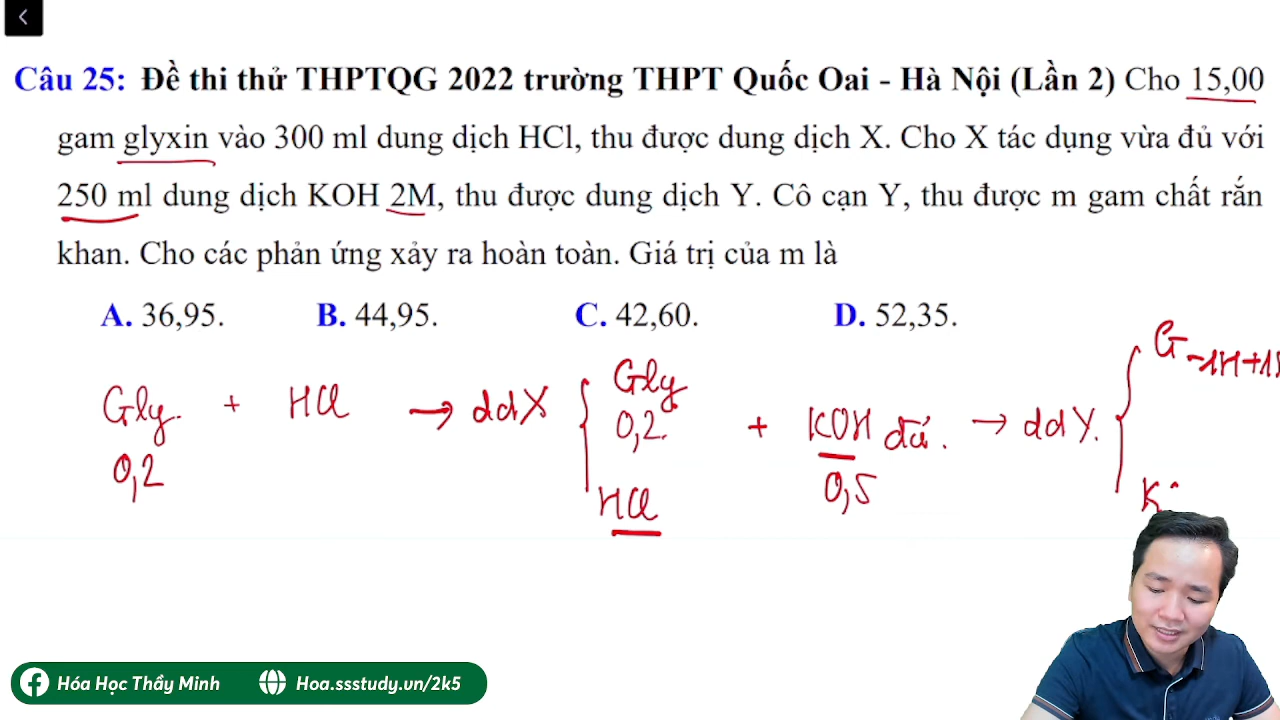 Câu 25: Đề thi thử THPTQG 2022 trường THPT Quốc Oai - Hà Nội (Lần 2) Cho 15,00
gam glyxin vào 300 ml dung dịch HCl, thu được dung dịch X. Cho X tác dụng vừa đủ với
250 ml dung dịch KOH 2M, thu được dung dịch Y. Cô cạn Y, thu được m gam chất rắn
khan. Cho các phản ứng xảy ra hoàn toàn. Giá trị của m là
A. 36,95. B. 44,95. C. 42,60. D. 52,35.
Gly + HCl → ddX { Gly 0,2 HCl + KOH đủ. → ddY. { G -1H+1
0,2 0,5 K
Hóa Học Thầy Minh Hoa.ssstudy.vn/2k5